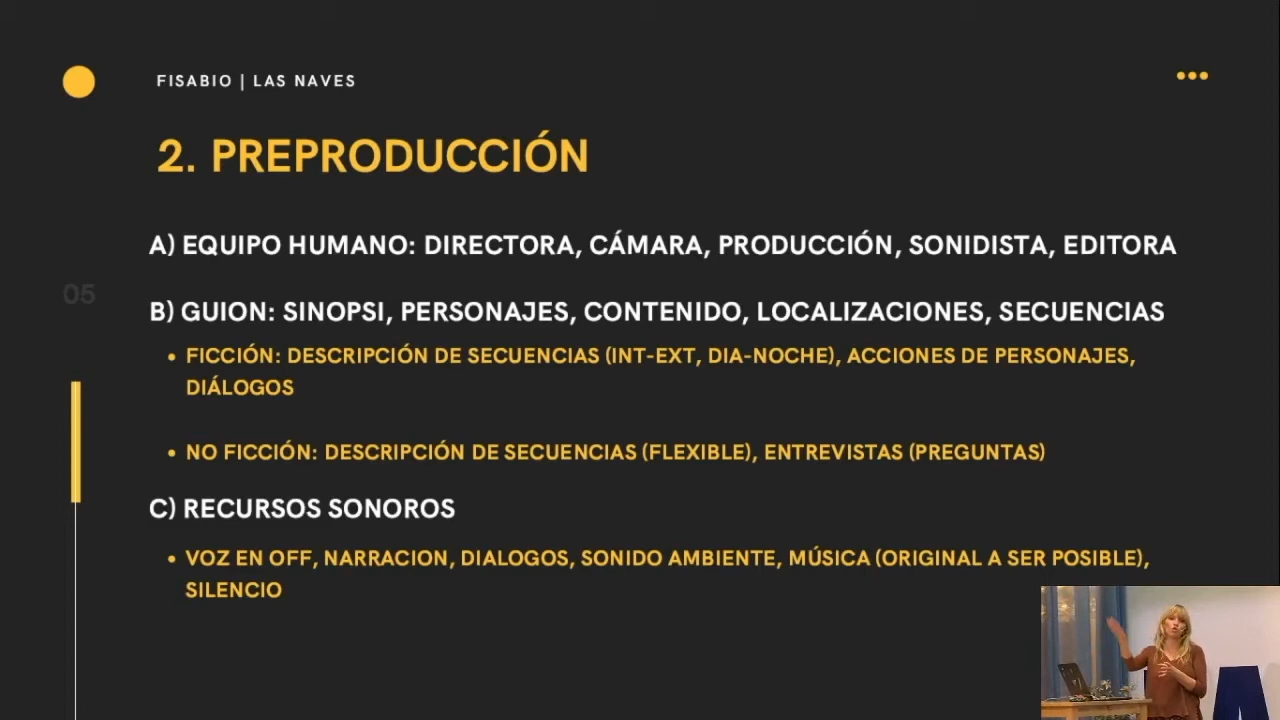 FISABIO | LAS NAVES
2. PREPRODUCCIÓN
A) EQUIPO HUMANO: DIRECTORA, CÁMARA, PRODUCCIÓN, SONIDISTA, EDITORA
05
B) GUION: SINOPSI, PERSONAJES, CONTENIDO, LOCALIZACIONES, SECUENCIAS
• FICCIÓN: DESCRIPCIÓN DE SECUENCIAS (INT-EXT, DIA-NOCHE), ACCIONES DE PERSONAJES,
DIÁLOGOS
• NO FICCIÓN: DESCRIPCIÓN DE SECUENCIAS (FLEXIBLE), ENTREVISTAS (PREGUNTAS)
C) RECURSOS SONOROS
• VOZ EN OFF, NARRACION, DIALOGOS, SONIDO AMBIENTE, MÚSICA (ORIGINAL A SER POSIBLE),
SILENCIO